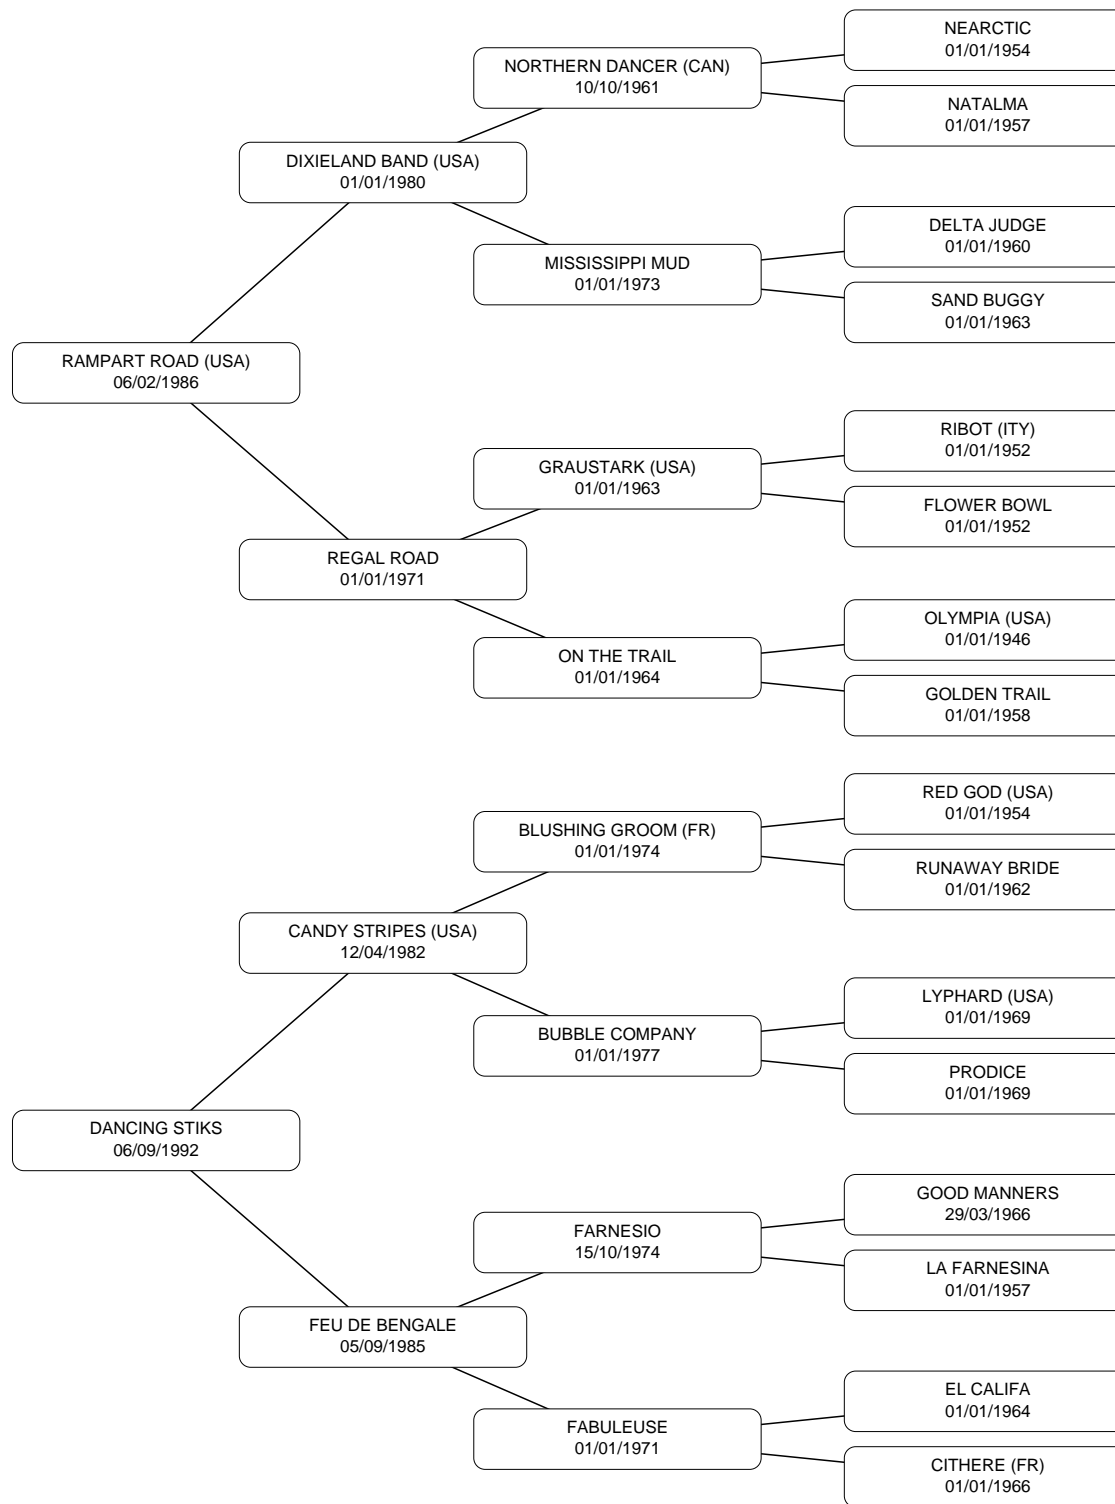 NEARCTIC
01/01/1954
NORTHERN DANCER (CAN)
10/10/1961
NATALMA
01/01/1957
DIXIELAND BAND (USA)
01/01/1980
DELTA JUDGE
01/01/1960
MISSISSIPPI MUD
01/01/1973
SAND BUGGY
01/01/1963
RAMPART ROAD (USA)
06/02/1986
RIBOT (ITY)
01/01/1952
GRAUSTARK (USA)
01/01/1963
FLOWER BOWL
01/01/1952
REGAL ROAD
01/01/1971
OLYMPIA (USA)
01/01/1946
ON THE TRAIL
01/01/1964
GOLDEN TRAIL
01/01/1958
RED GOD (USA)
01/01/1954
BLUSHING GROOM (FR)
01/01/1974
RUNAWAY BRIDE
01/01/1962
CANDY STRIPES (USA)
12/04/1982
LYPHARD (USA)
01/01/1969
BUBBLE COMPANY
01/01/1977
PRODICE
01/01/1969
DANCING STIKS
06/09/1992
GOOD MANNERS
29/03/1966
FARNESIO
15/10/1974
LA FARNESINA
01/01/1957
FEU DE BENGALE
05/09/1985
EL CALIFA
01/01/1964
FABULEUSE
01/01/1971
CITHERE (FR)
01/01/1966